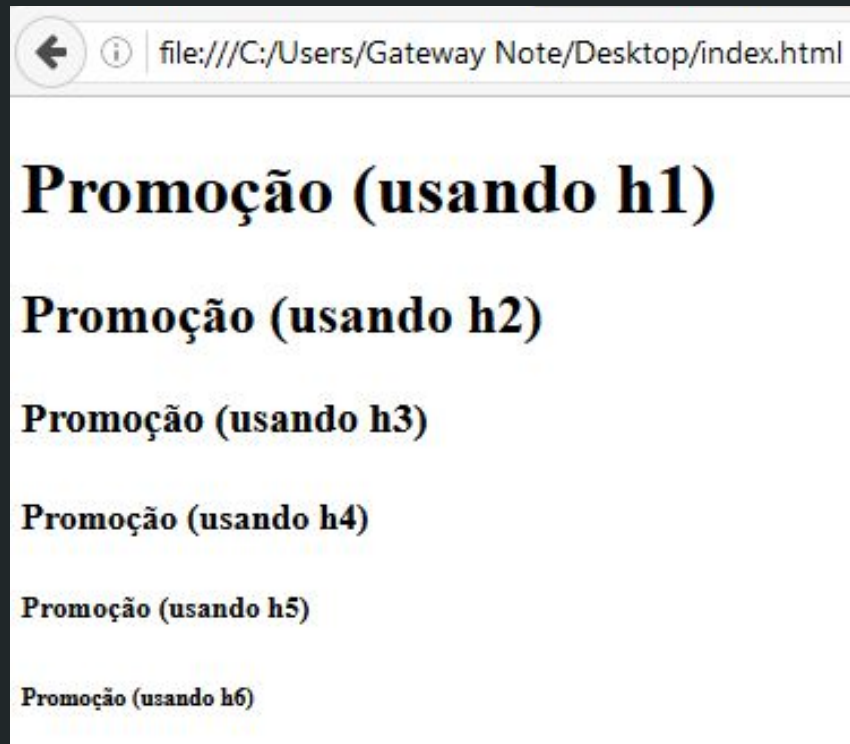 file:///C:/Users/Gateway Note/Desktop/index.html
Promoção (usando h1)
Promoção (usando h2)
Promoção (usando h3)
Promoção (usando h4)
Promoção (usando h5)
Promoção (usando h6)